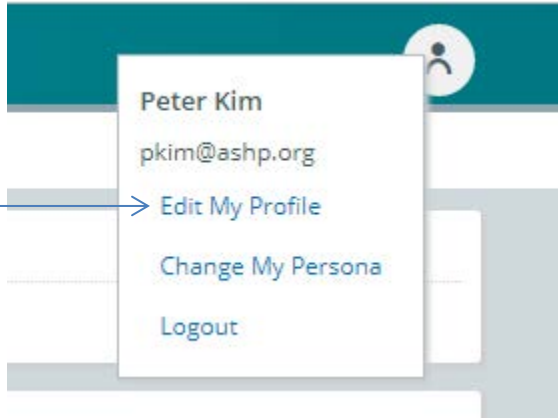 Peter Kim
pkim@ashp.org
Edit My Profile
Change My Persona
Logout